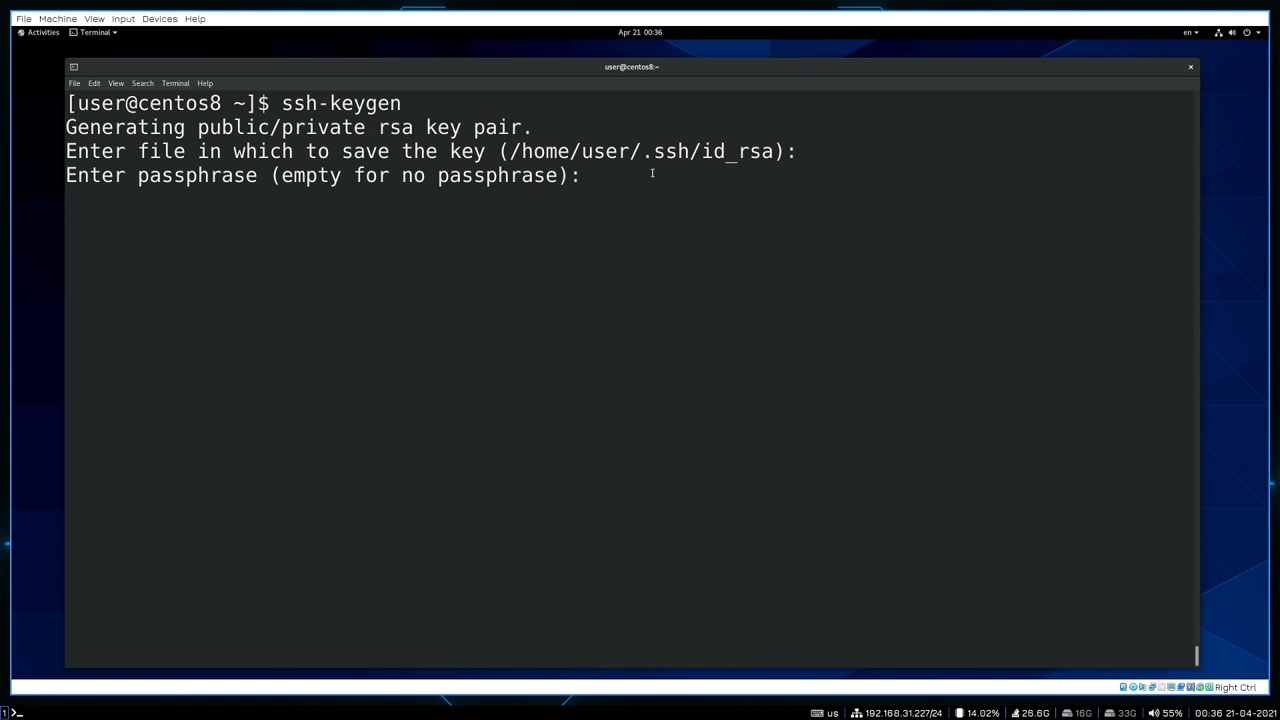 File Machine View Input Devices Help
Activities Terminal Apr 21 00:36 en
user@centos8:~
File Edit View Search Terminal Help
[user@centos8 ~]$ ssh-keygen
Generating public/private rsa key pair.
Enter file in which to save the key (/home/user/.ssh/id_rsa):
Enter passphrase (empty for no passphrase):
Right Ctrl
1 us 192.168.31.227/24 14.02% 26.6G 16G 33G 55% 00:36 21-04-2021